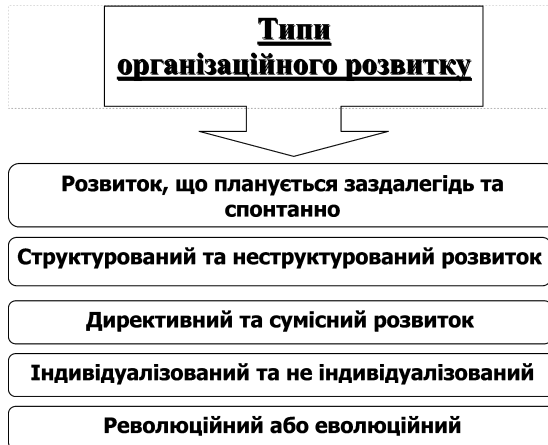 Типи
організаційного розвитку
Розвиток, що планується заздалегідь та
спонтанно
Структурований та неструктурований розвиток
Директивний та сумісний розвиток
Індивідуалізований та не індивідуалізований
Революційний або еволюційний